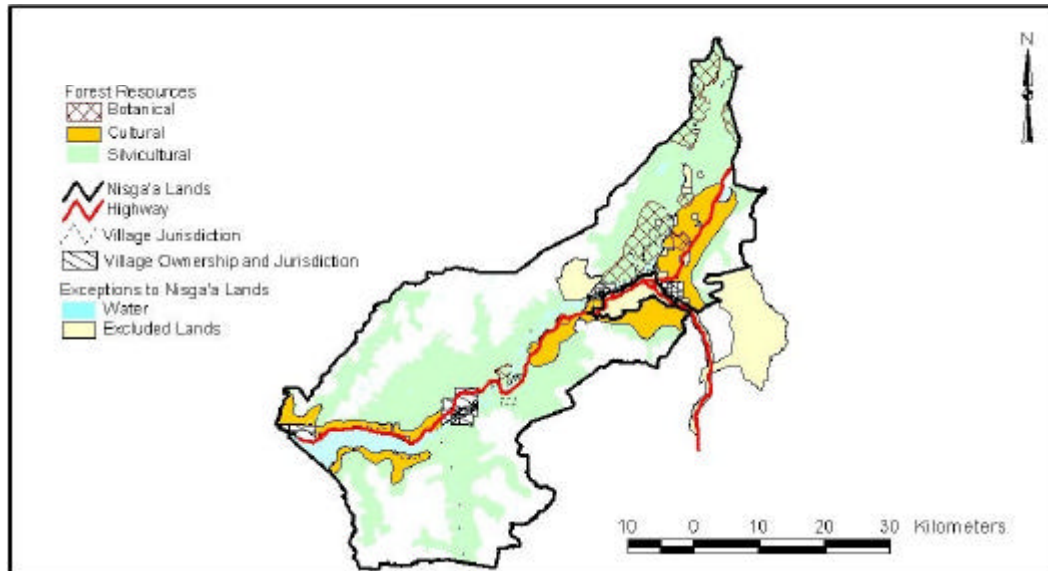 N
Forest Resources
Botanical
Cultural
Silvicultural
Nisga'a Lands
Highway
Village Jurisdiction
Village Ownership and Jurisdiction
Exceptions to Nisga'a Lands
Water
Excluded Lands
10 0 10 20 30 Kilometers